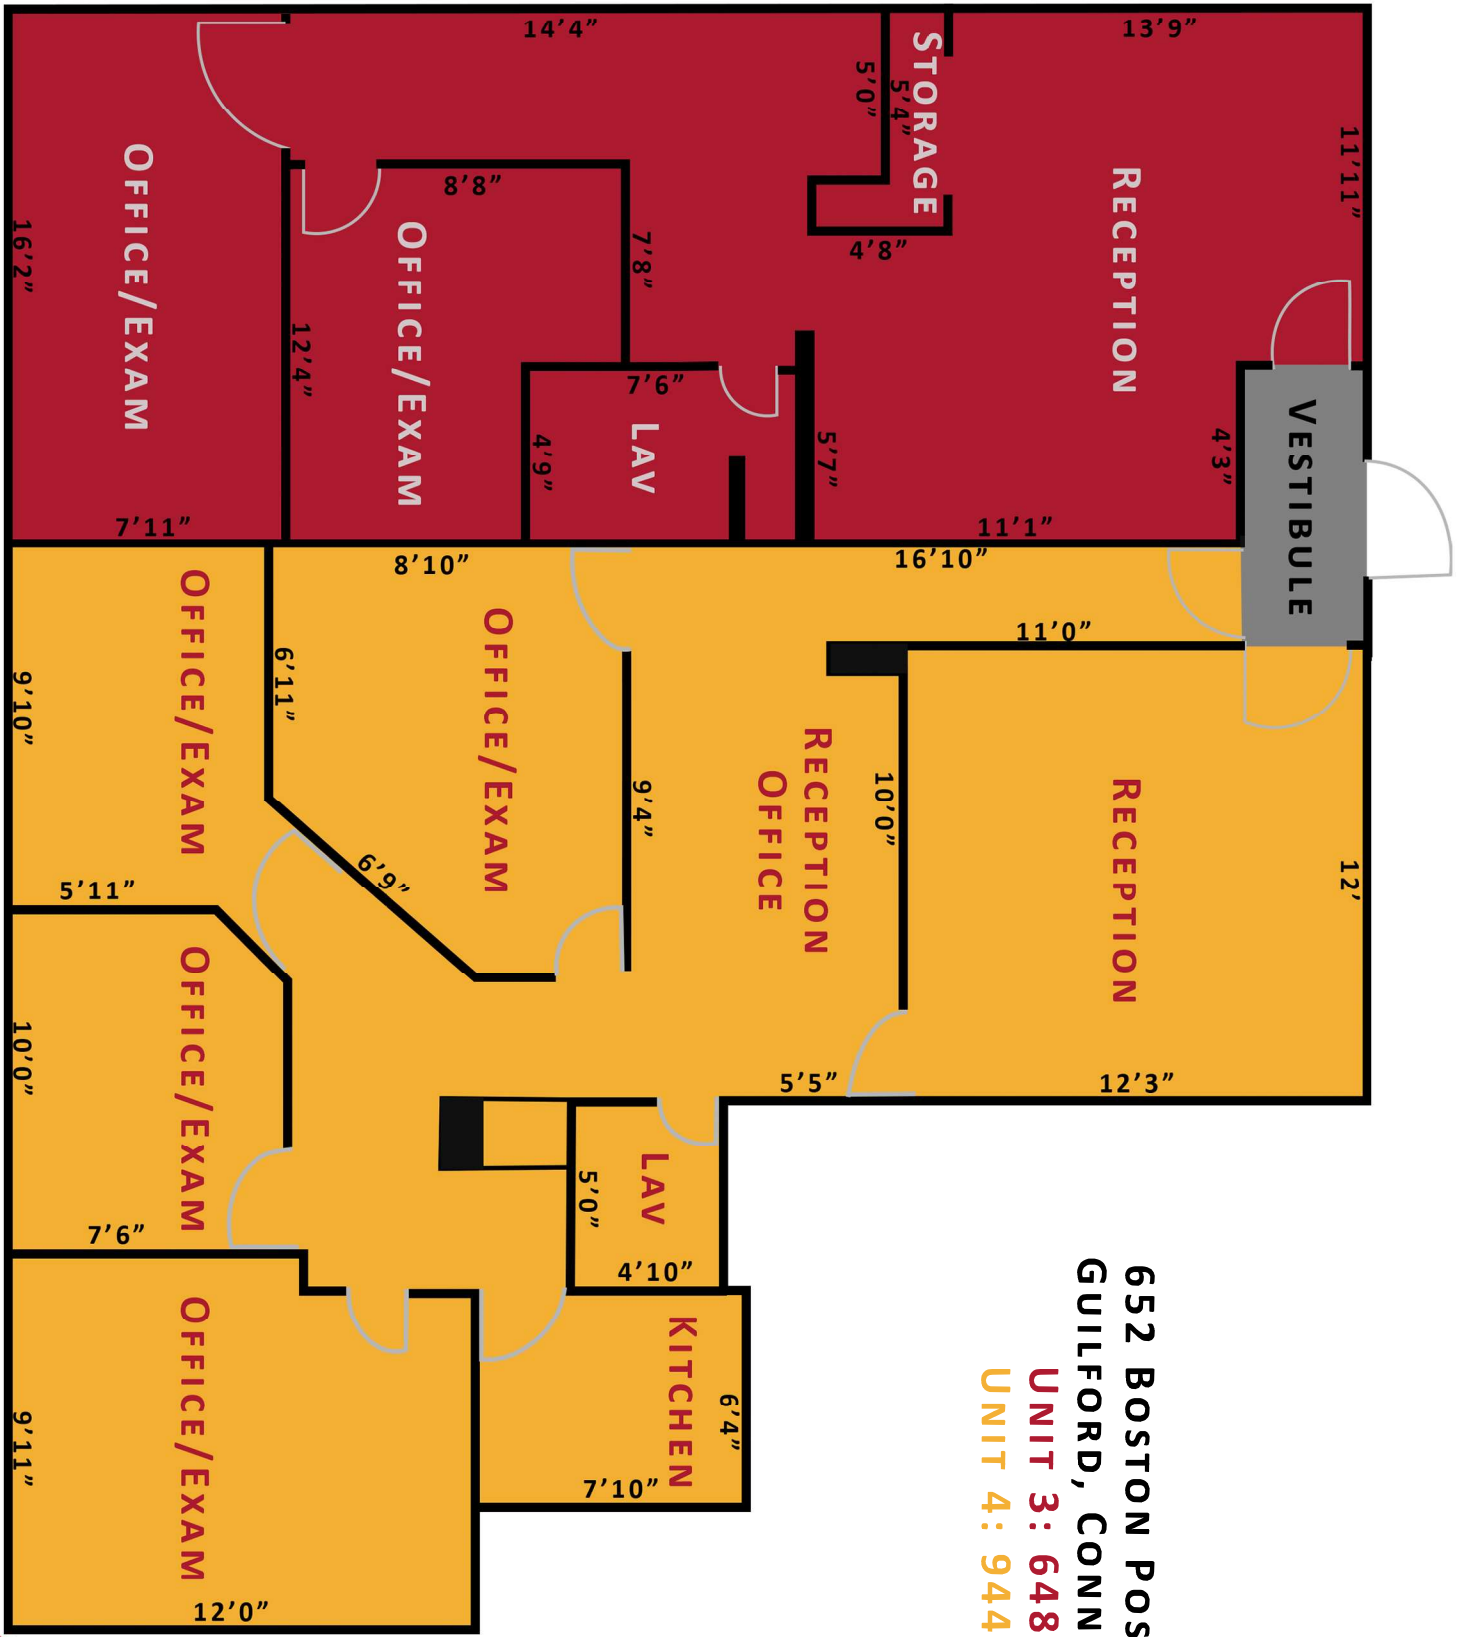 14’4”
13’9”
STORAGE
5’0”
5’4”
11’11”
OFFICE/EXAM
RECEPTION
8’8”
16’2”
OFFICE/EXAM
7’8”
4’8”
12’4”
7’6”
LAV
4’9”
5’7”
4’3”
VESTIBULE
7’11”
11’1”
8’10”
16’10”
OFFICE/EXAM
OFFICE/EXAM
11’0”
6’11”
9’10”
RECEPTION
OFFICE
10’0”
9’4”
RECEPTION
12’
6’9”
5’11”
OFFICE/EXAM
10’0”
5’5”
12’3”
LAV
5’0”
7’6”
4’10”
OFFICE/EXAM
KITCHEN
6’4”
9’11”
7’10”
12’0”
652 BOSTON POS
GUILFORD, CONN
UNIT 3: 648
UNIT 4: 944